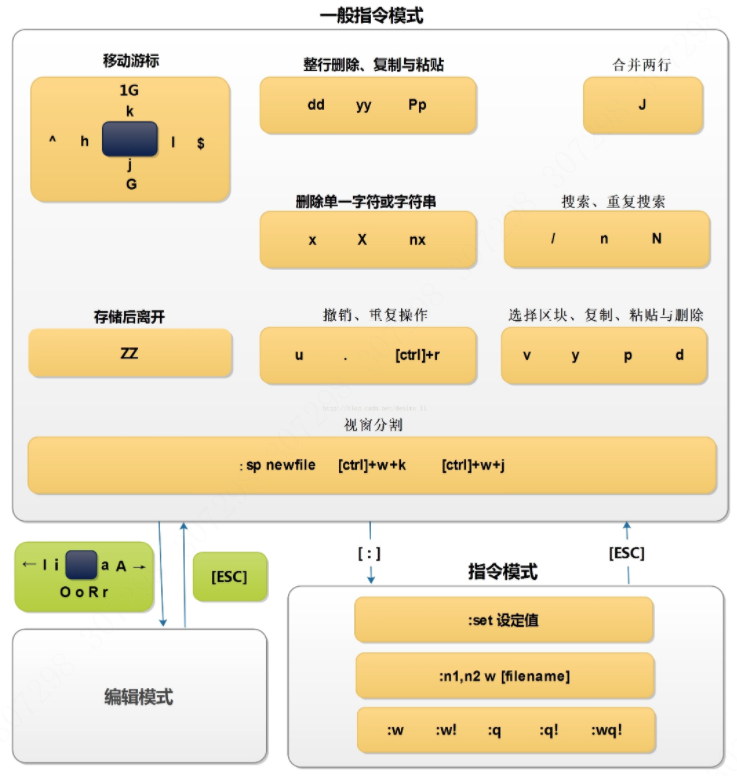 一般指令模式
移动游标
1G
k
^ h l $
j
G
整行删除、复制与粘贴
dd yy Pp
合并两行
J
删除单一字符或字符串
x X nx
搜索、重复搜索
/ n N
存储后离开
ZZ
撤销、重复操作
u . [ctrl]+r
选择区块、复制、粘贴与删除
v y p d
视窗分割
:sp newfile [ctrl]+w+k [ctrl]+w+j
← I i a A →
O o R r
[ESC]
[ : ]
[ESC]
编辑模式
指令模式
:set 设定值
:n1,n2 w [filename]
:w :w! :q :q! :wq!